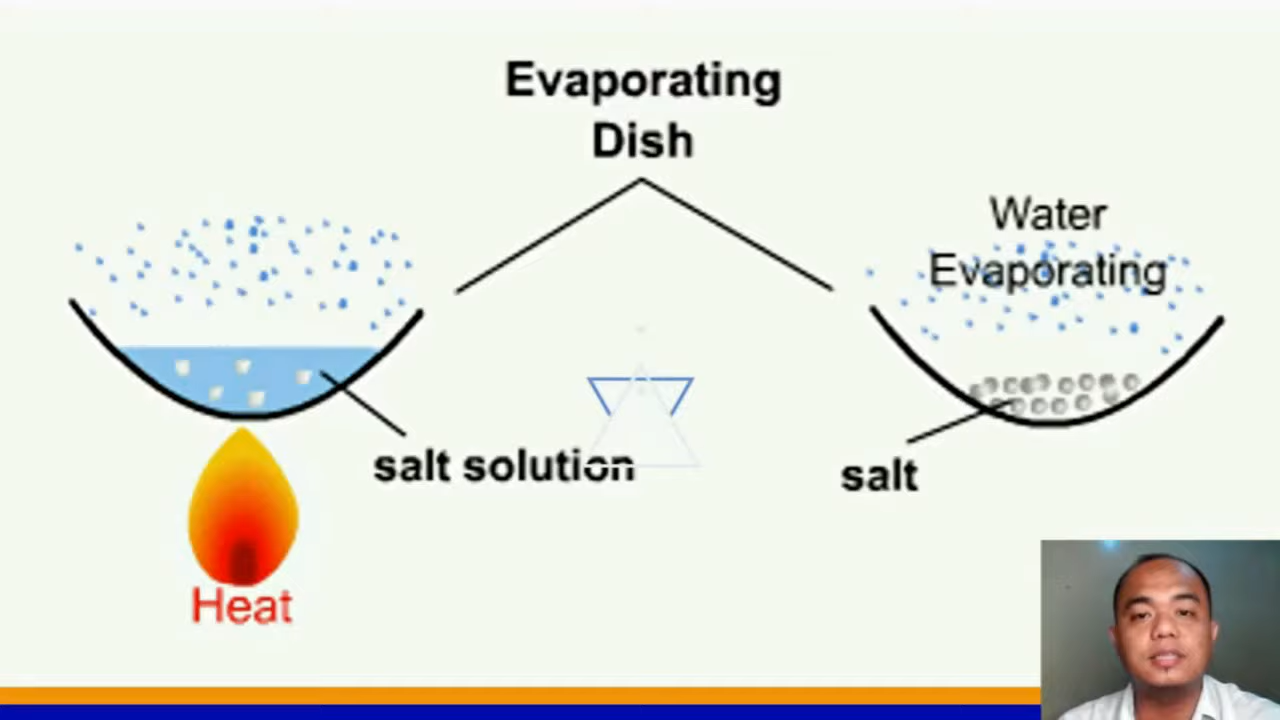 Evaporating
Dish
Water
Evaporating
salt solution
salt
Heat